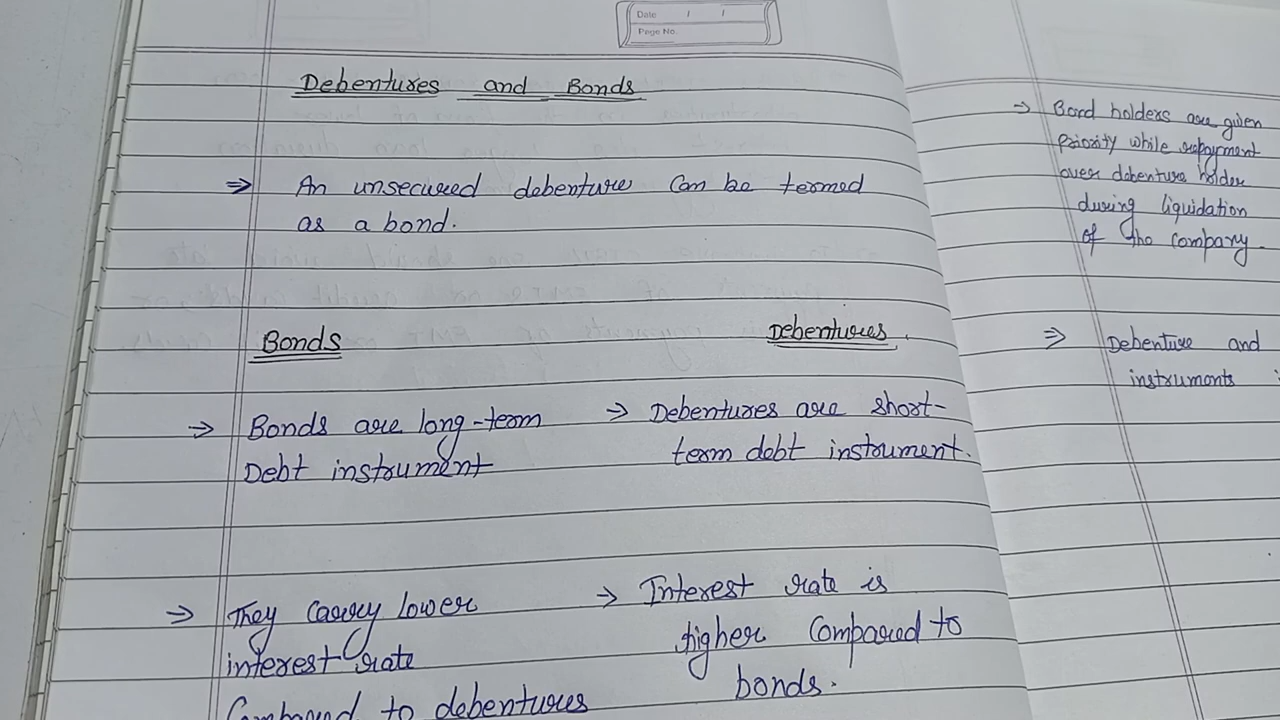 Date / /
Page No.
Debentures and Bonds
⇒ An unsecured debenture can be termed
as a bond.
Bonds
Debentures.
→ Bonds are long-term
Debt instrument
→ Debentures are short-
term debt instrument.
→ They carry lower
interest rate
Compared to debentures
→ Interest rate is
higher compared to
bonds.
⇒ Bond holders are given
priority while repayment
over debenture holder
during liquidation
of the company.
⇒ Debenture and
instruments